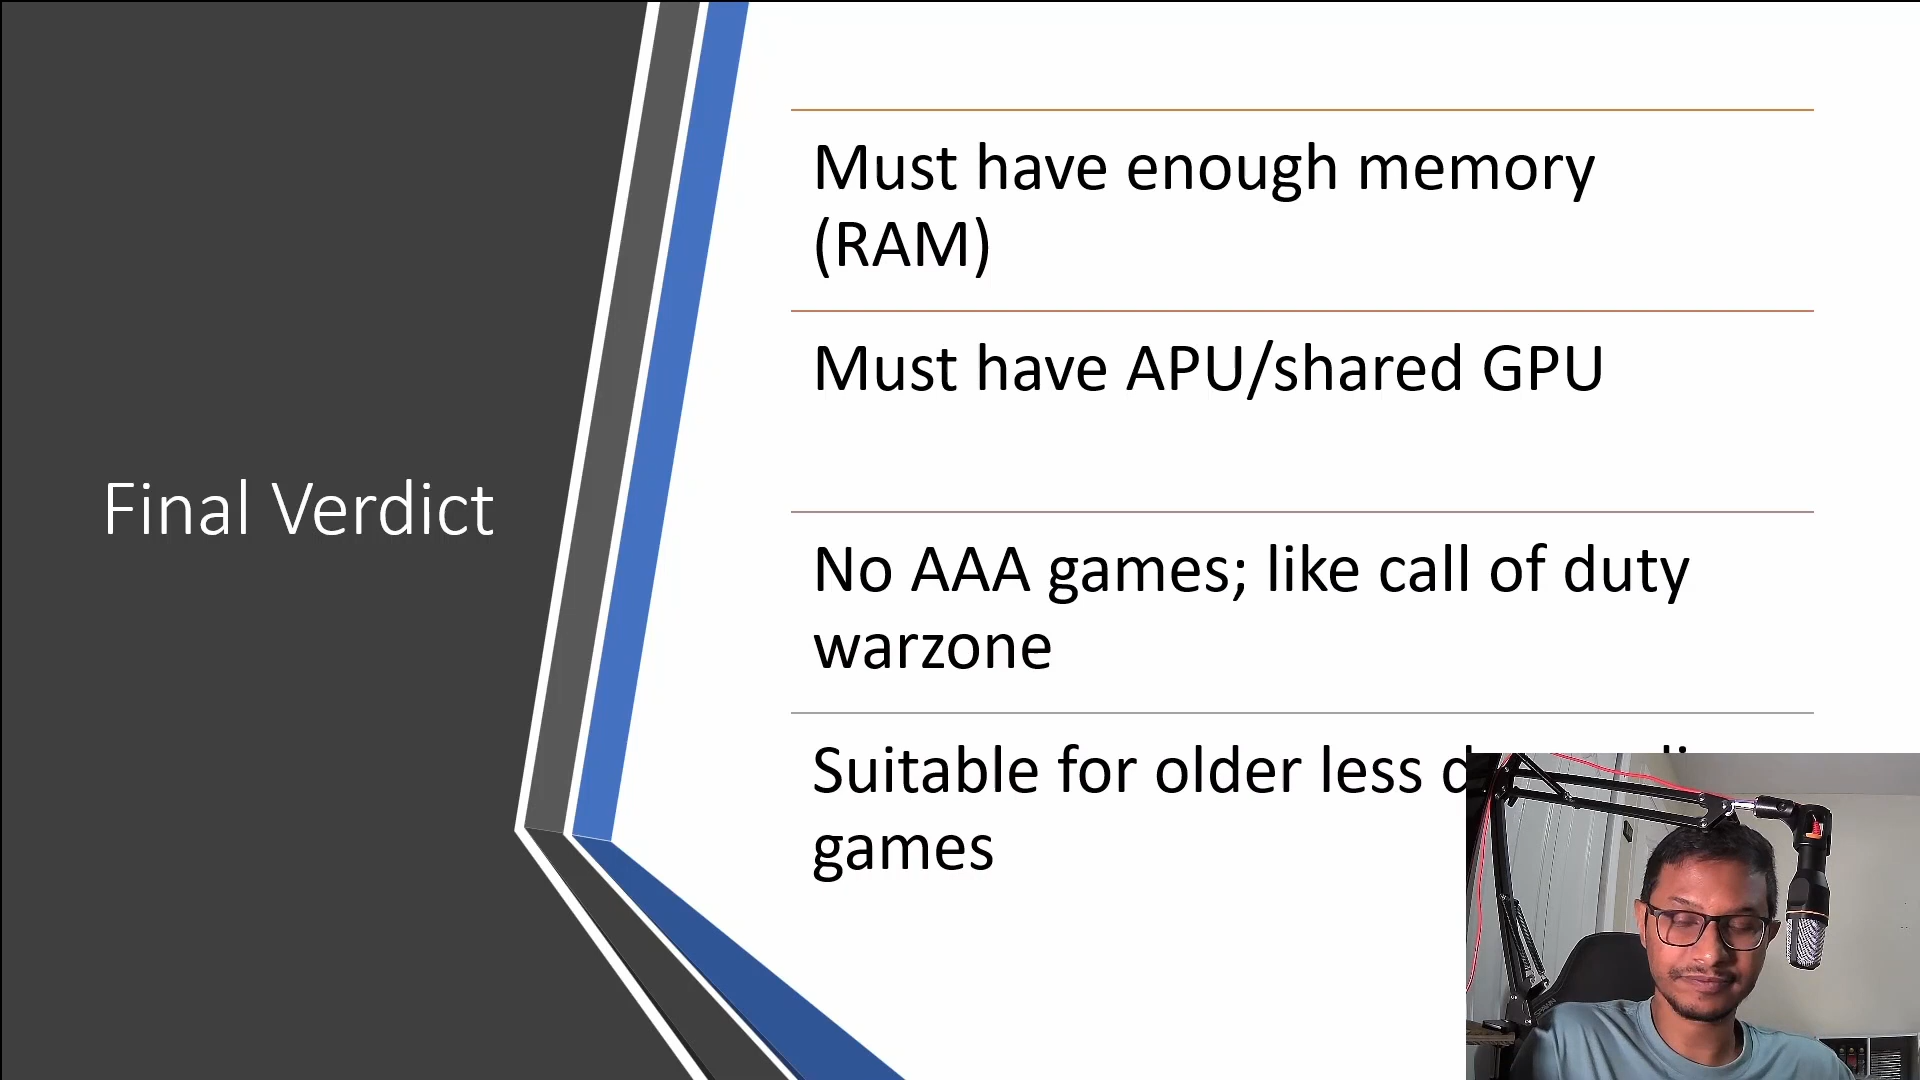 Final Verdict
Must have enough memory
(RAM)
Must have APU/shared GPU
No AAA games; like call of duty
warzone
Suitable for older less
games